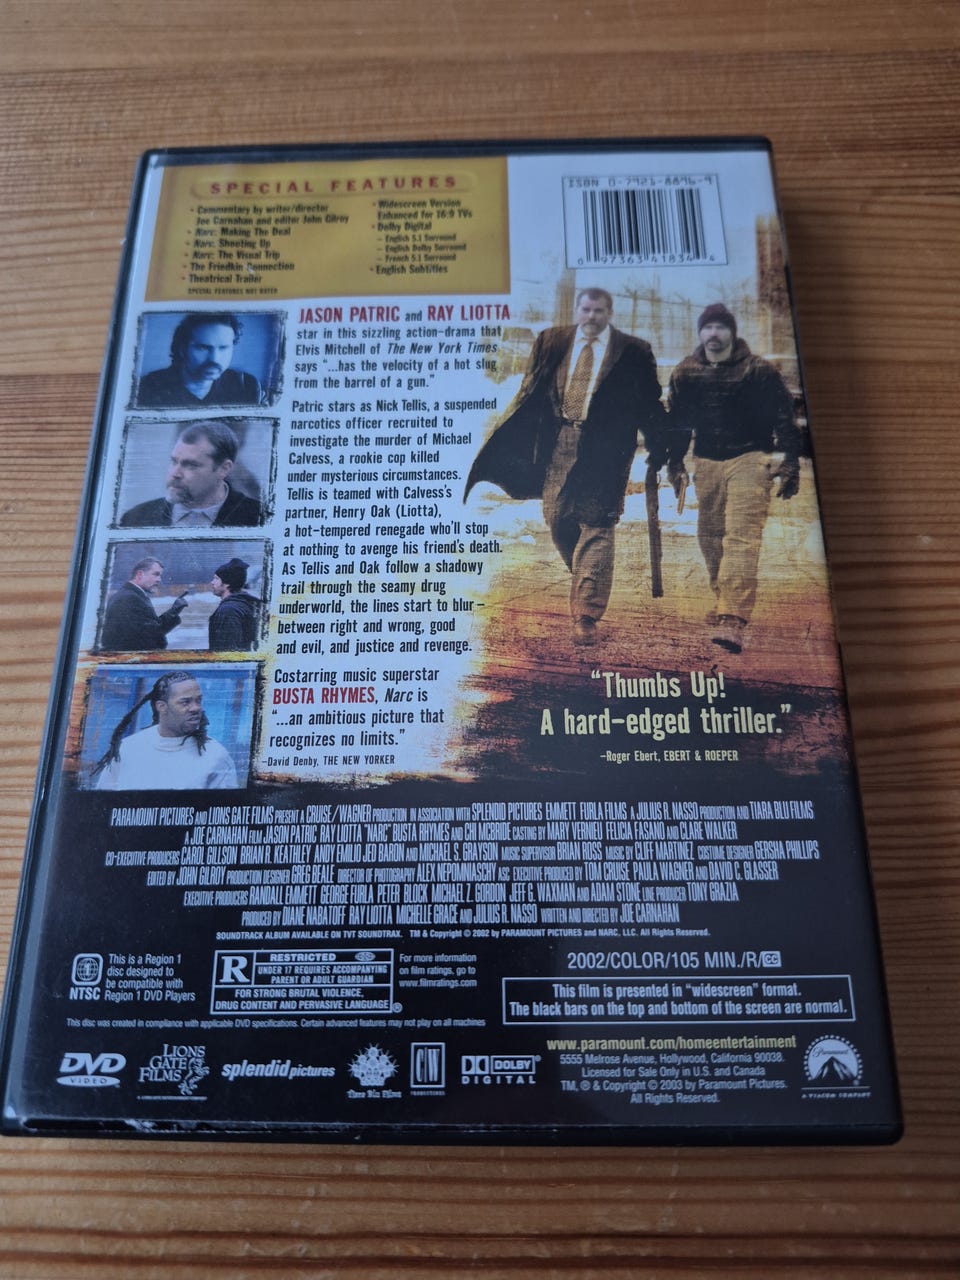 SPECIAL FEATURES
• Commentary by writer/director
Joe Carnahan and editor John Gilroy
• Narc: Making The Deal
• Narc: Shooting Up
• Narc: The Visual Trip
• The Friedkin Connection
• Theatrical Trailer
SPECIAL FEATURES NOT RATED
• Widescreen Version
Enhanced for 16:9 TVs
• Dolby Digital
– English 5.1 Surround
– English Dolby Surround
– French 5.1 Surround
• English Subtitles
ISBN 0-7921-8896-9
0 97363 41834 4
JASON PATRIC and RAY LIOTTA
star in this sizzling action-drama that
Elvis Mitchell of The New York Times
says "...has the velocity of a hot slug
from the barrel of a gun."
Patric stars as Nick Tellis, a suspended
narcotics officer recruited to
investigate the murder of Michael
Calvess, a rookie cop killed
under mysterious circumstances.
Tellis is teamed with Calvess's
partner, Henry Oak (Liotta),
a hot-tempered renegade who'll stop
at nothing to avenge his friend's death.
As Tellis and Oak follow a shadowy
trail through the seamy drug
underworld, the lines start to blur –
between right and wrong, good
and evil, and justice and revenge.
Costarring music superstar
BUSTA RHYMES, Narc is
"...an ambitious picture that
recognizes no limits."
–David Denby, THE NEW YORKER
"Thumbs Up!
A hard-edged thriller."
–Roger Ebert, EBERT & ROEPER
PARAMOUNT PICTURES AND LIONS GATE FILMS PRESENT A CRUISE/WAGNER PRODUCTION IN ASSOCIATION WITH SPLENDID PICTURES EMMETT FURLA FILMS A JULIUS R. NASSO PRODUCTION AND TIARA BLU FILMS
A JOE CARNAHAN FILM JASON PATRIC RAY LIOTTA "NARC" BUSTA RHYMES AND CHI MCBRIDE CASTING BY MARY VERNIEU FELICIA FASANO AND CLARE WALKER
CO-EXECUTIVE PRODUCERS CAROL GILLSON BRIAN R. KEATHLEY ANDY EMILIO JED BARON AND MICHAEL S. GRAYSON MUSIC SUPERVISOR BRIAN ROSS MUSIC BY CLIFF MARTINEZ COSTUME DESIGNER GERSHA PHILLIPS
EDITED BY JOHN GILROY PRODUCTION DESIGNER GREG BEALE DIRECTOR OF PHOTOGRAPHY ALEX NEPOMNIASCHY ASC EXECUTIVE PRODUCED BY TOM CRUISE PAULA WAGNER AND DAVID C. GLASSER
EXECUTIVE PRODUCERS RANDALL EMMETT GEORGE FURLA PETER BLOCK MICHAEL Z. GORDON JEFF G. WAXMAN AND ADAM STONE LINE PRODUCER TONY GRAZIA
PRODUCED BY DIANE NABATOFF RAY LIOTTA MICHELLE GRACE AND JULIUS R. NASSO WRITTEN AND DIRECTED BY JOE CARNAHAN
SOUNDTRACK ALBUM AVAILABLE ON TVT SOUNDTRAX. TM & Copyright © 2002 by PARAMOUNT PICTURES and NARC, LLC. All Rights Reserved.
NTSC
This is a Region 1
disc designed to
be compatible with
Region 1 DVD Players
R RESTRICTED
UNDER 17 REQUIRES ACCOMPANYING
PARENT OR ADULT GUARDIAN
FOR STRONG BRUTAL VIOLENCE,
DRUG CONTENT AND PERVASIVE LANGUAGE ®
For more information
on film ratings, go to
www.filmratings.com
2002/COLOR/105 MIN./R/CC
This film is presented in "widescreen" format.
The black bars on the top and bottom of the screen are normal.
This disc was created in compliance with applicable DVD specifications. Certain advanced features may not play on all machines
DVD
VIDEO
LIONS
GATE
FILMS
splendid pictures
C/W
PRODUCTIONS
DOLBY
DIGITAL
www.paramount.com/homeentertainment
5555 Melrose Avenue, Hollywood, California 90038.
Licensed for Sale Only in U.S. and Canada
TM, ® & Copyright © 2003 by Paramount Pictures.
All Rights Reserved.
Paramount
A VIACOM COMPANY